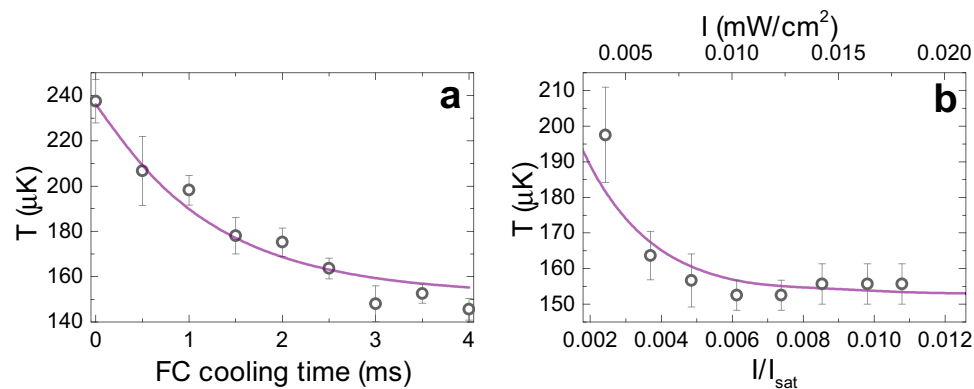 a
240
220
200
180
160
140
T (μK)
0 1 2 3 4
FC cooling time (ms)
I (mW/cm²)
0.005 0.010 0.015 0.020
b
210
200
190
180
170
160
150
T (μK)
0.002 0.004 0.006 0.008 0.010 0.012
I/Isat